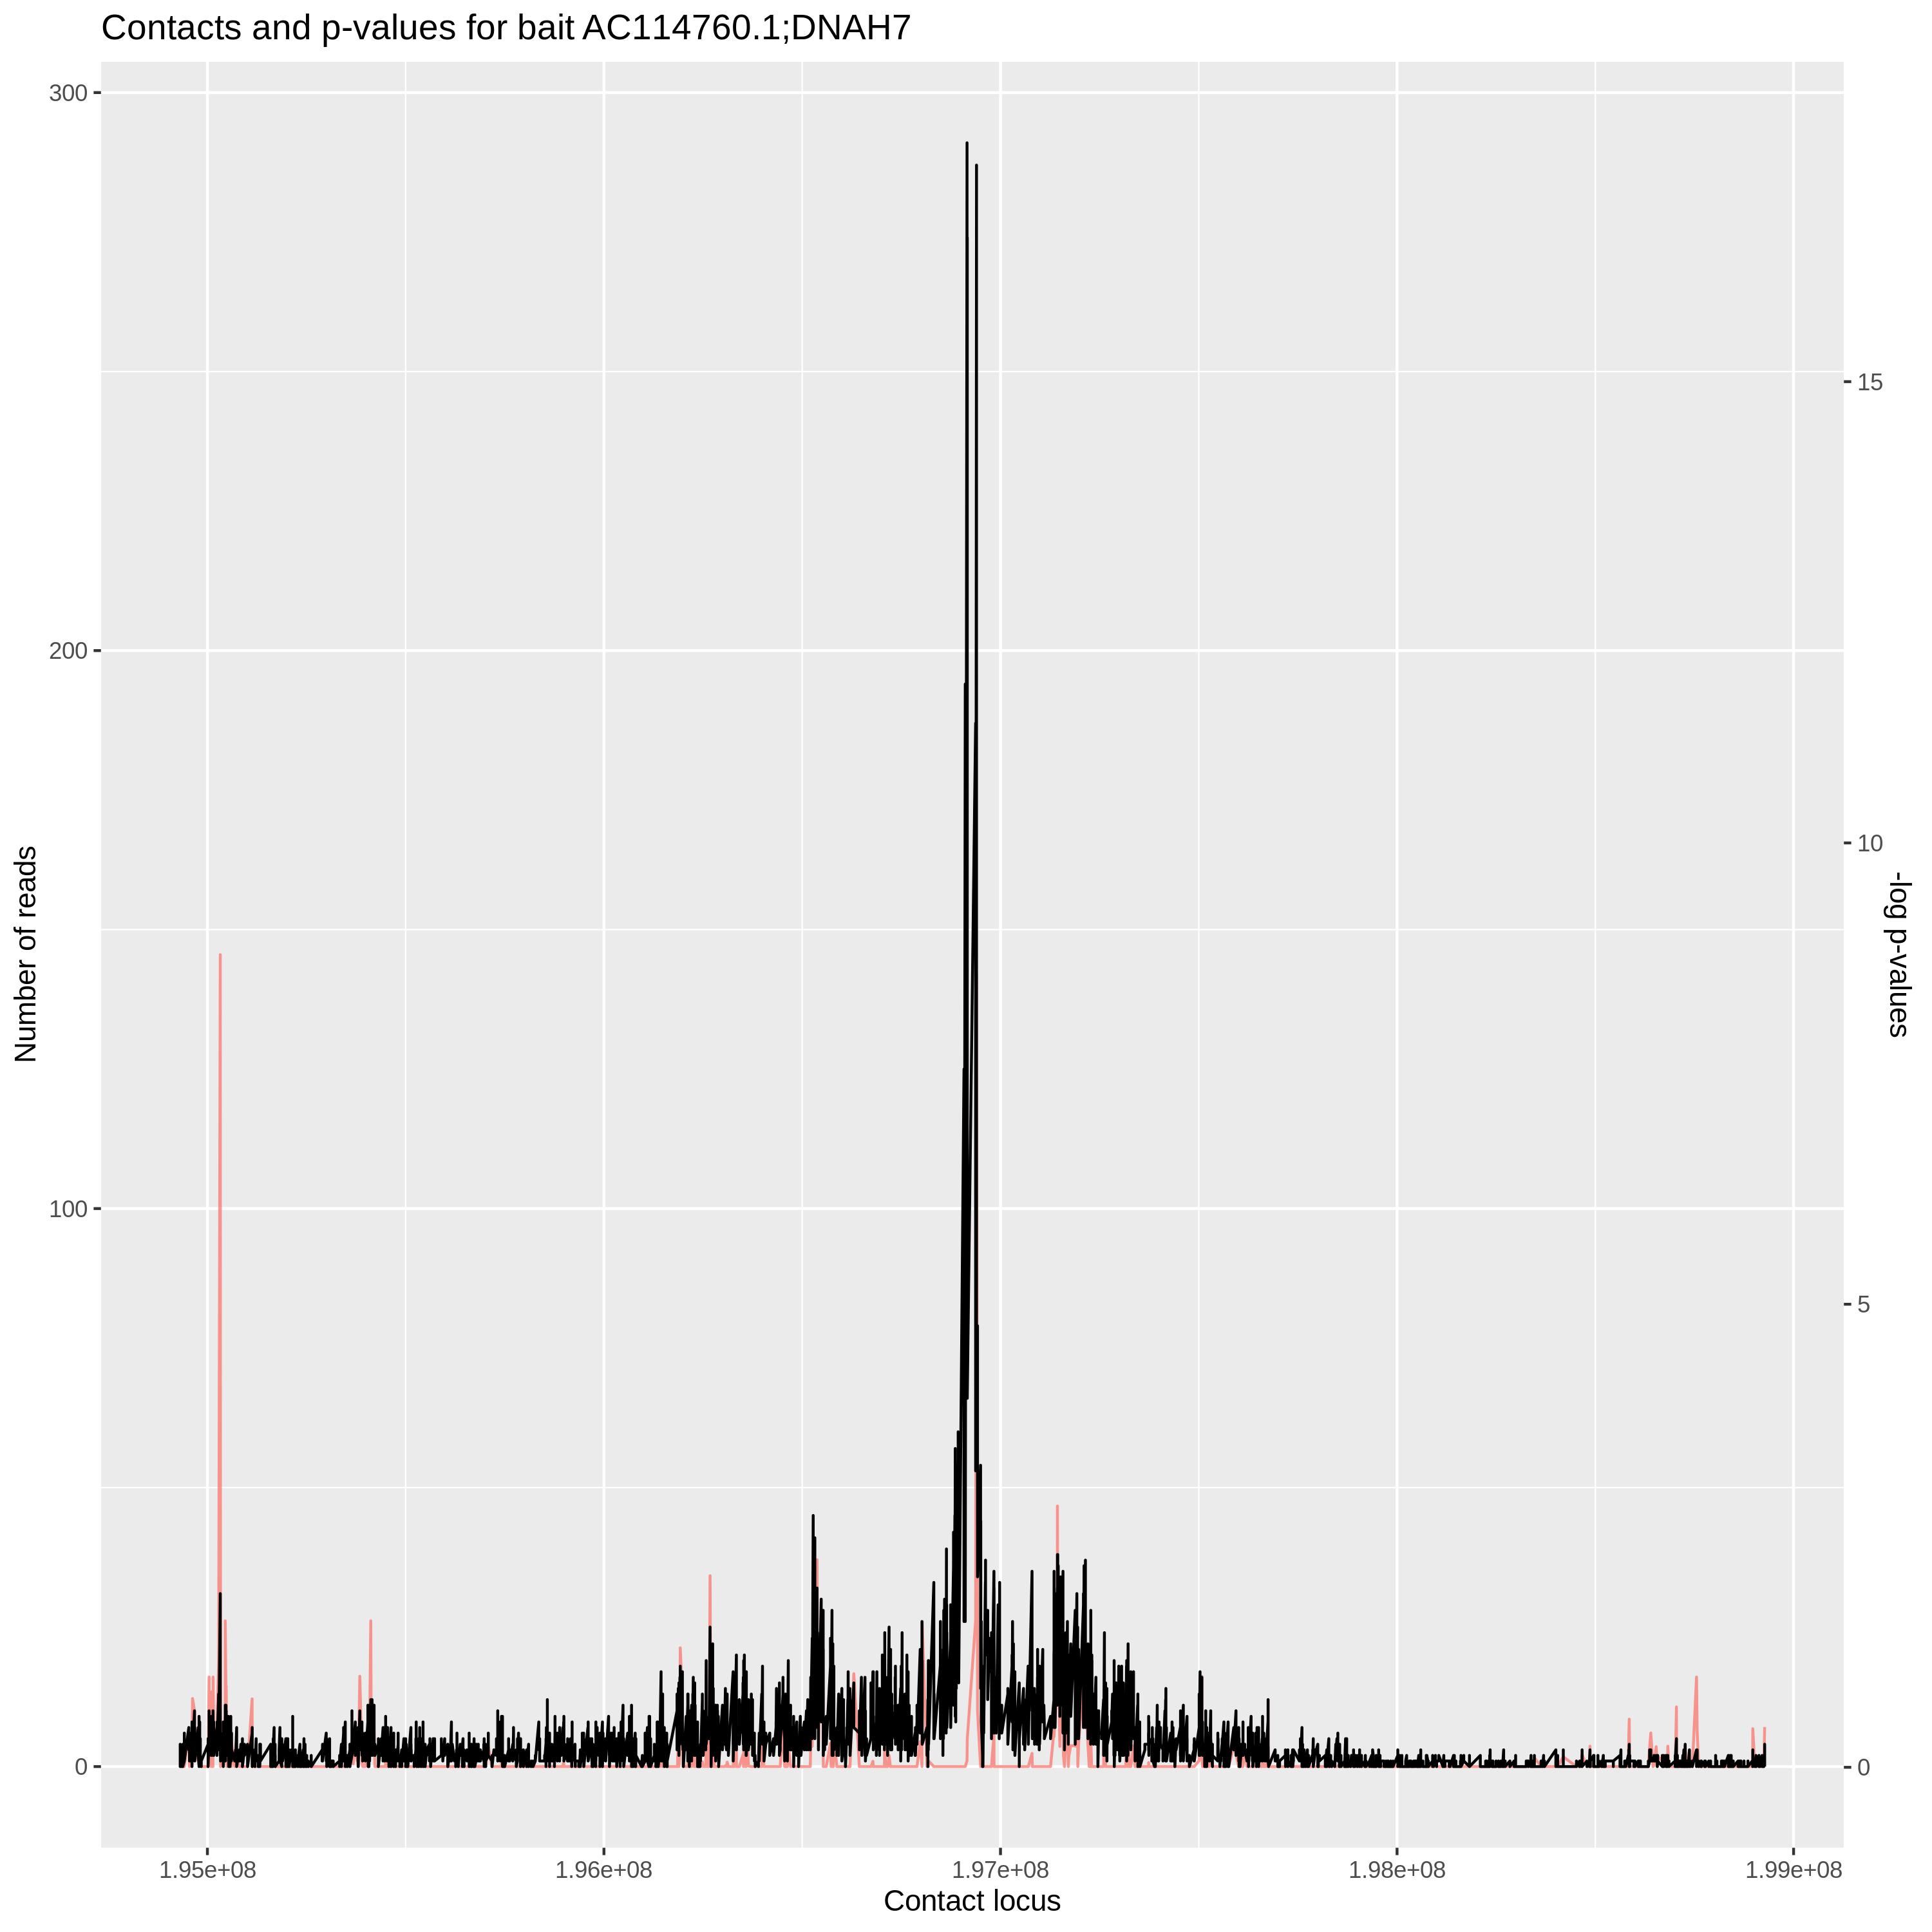 Contacts and p-values for bait AC114760.1;DNAH7
300
200
100
0
Number of reads
15
10
5
0
-log p-values
1.95e+08
1.96e+08
1.97e+08
1.98e+08
1.99e+08
Contact locus